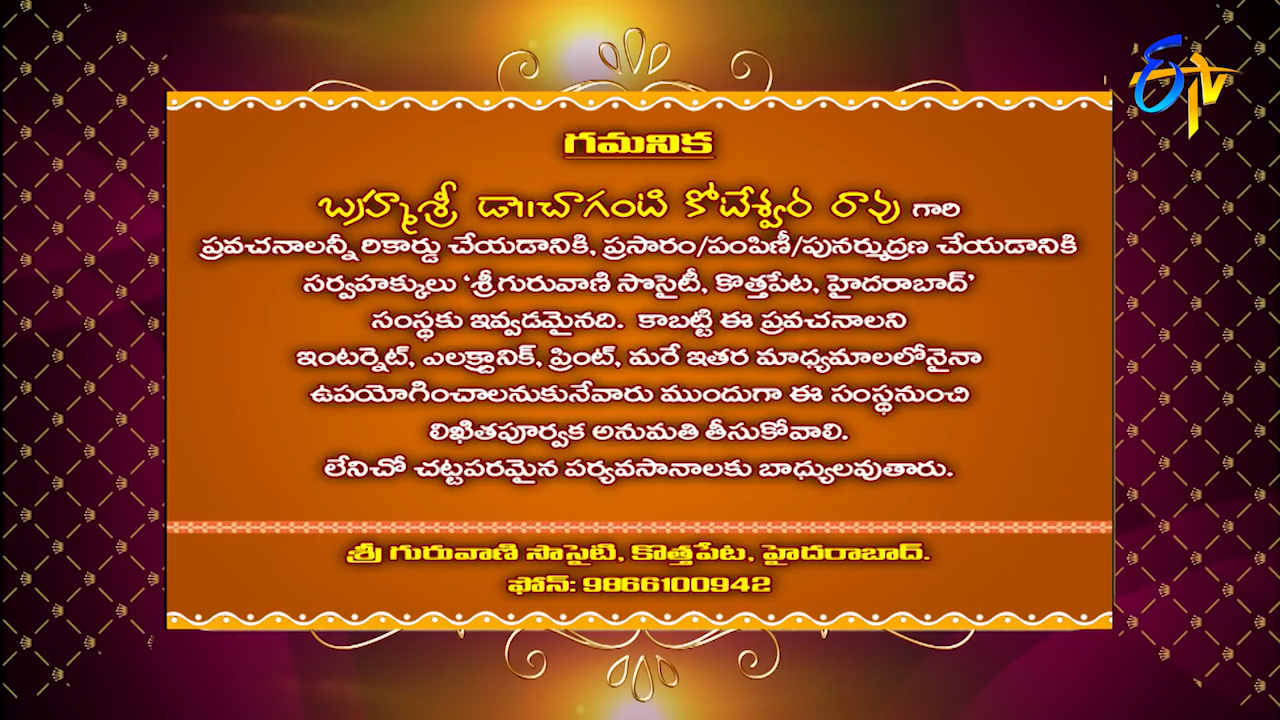 ETV
గమనిక
బ్రహ్మశ్రీ డా॥చాగంటి కోటేశ్వర రావు గారి
ప్రవచనాలన్నీ రికార్డు చేయడానికి, ప్రసారం/పంపిణీ/పునర్ముద్రణ చేయడానికి
సర్వహక్కులు ‘శ్రీగురువాణి సొసైటీ, కొత్తపేట, హైదరాబాద్’
సంస్థకు ఇవ్వడమైనది. కాబట్టి ఈ ప్రవచనాలని
ఇంటర్నెట్, ఎలక్ట్రానిక్, ప్రింట్, మరే ఇతర మాధ్యమాలలోనైనా
ఉపయోగించాలనుకునేవారు ముందుగా ఈ సంస్థనుంచి
లిఖితపూర్వక అనుమతి తీసుకోవాలి.
లేనిచో చట్టపరమైన పర్యవసానాలకు బాధ్యులవుతారు.
శ్రీ గురువాణి సొసైటి, కొత్తపేట, హైదరాబాద్.
ఫోన్: 9866100942